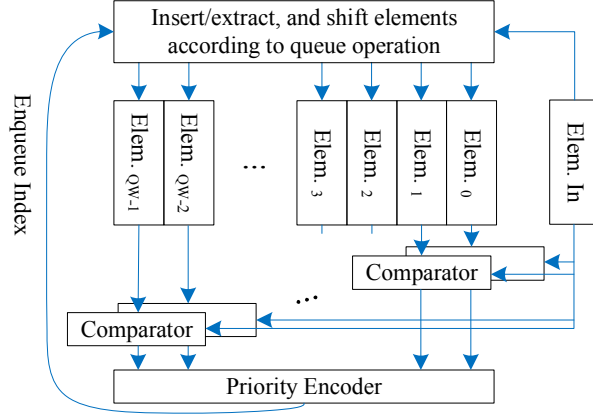 Insert/extract, and shift elements
according to queue operation
Enqueue Index
Elem. QW-1
Elem. QW-2
...
Elem. 3
Elem. 2
Elem. 1
Elem. 0
Elem. In
Comparator
...
Comparator
Priority Encoder